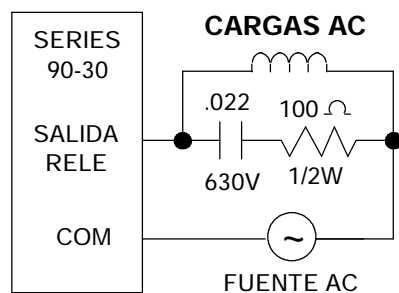 CARGAS AC
SERIES
90-30
.022
100 Ω
SALIDA
RELE
630V
1/2W
COM
~
FUENTE AC